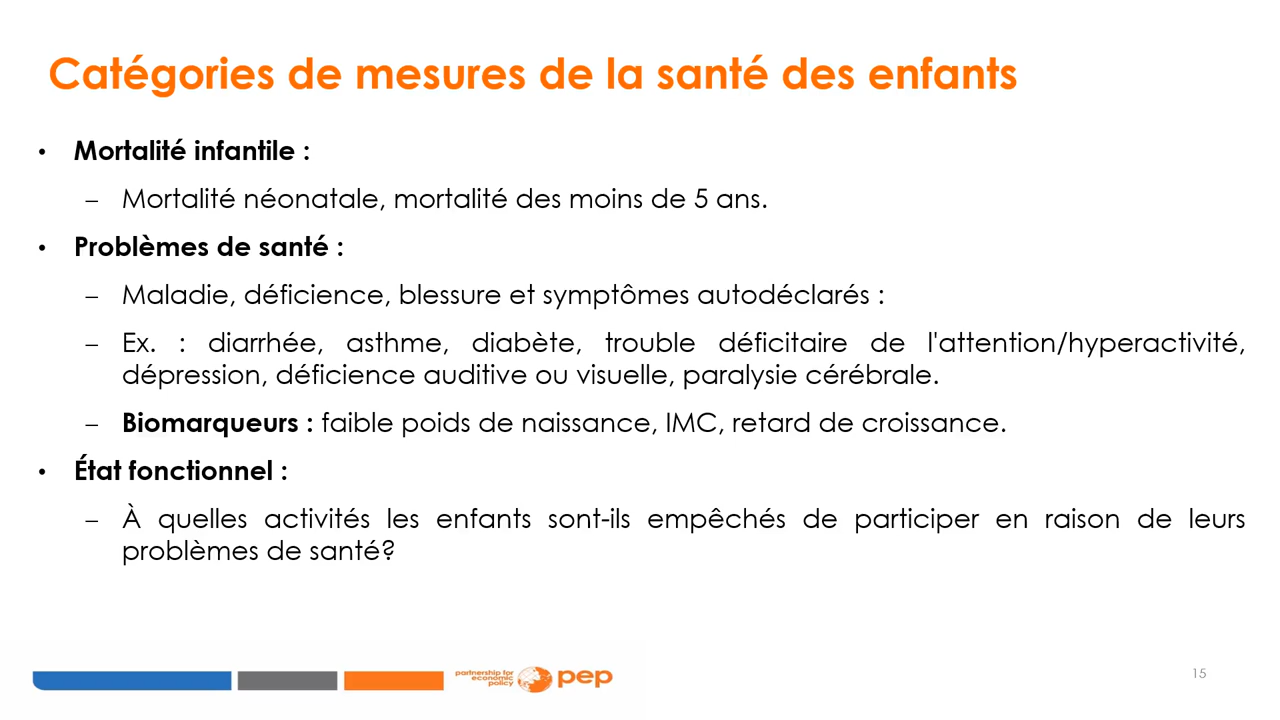 Catégories de mesures de la santé des enfants
• Mortalité infantile :
– Mortalité néonatale, mortalité des moins de 5 ans.
• Problèmes de santé :
– Maladie, déficience, blessure et symptômes autodéclarés :
– Ex. : diarrhée, asthme, diabète, trouble déficitaire de l'attention/hyperactivité,
dépression, déficience auditive ou visuelle, paralysie cérébrale.
– Biomarqueurs : faible poids de naissance, IMC, retard de croissance.
• État fonctionnel :
– À quelles activités les enfants sont-ils empêchés de participer en raison de leurs
problèmes de santé?
partnership for
economic
policy
pep
15